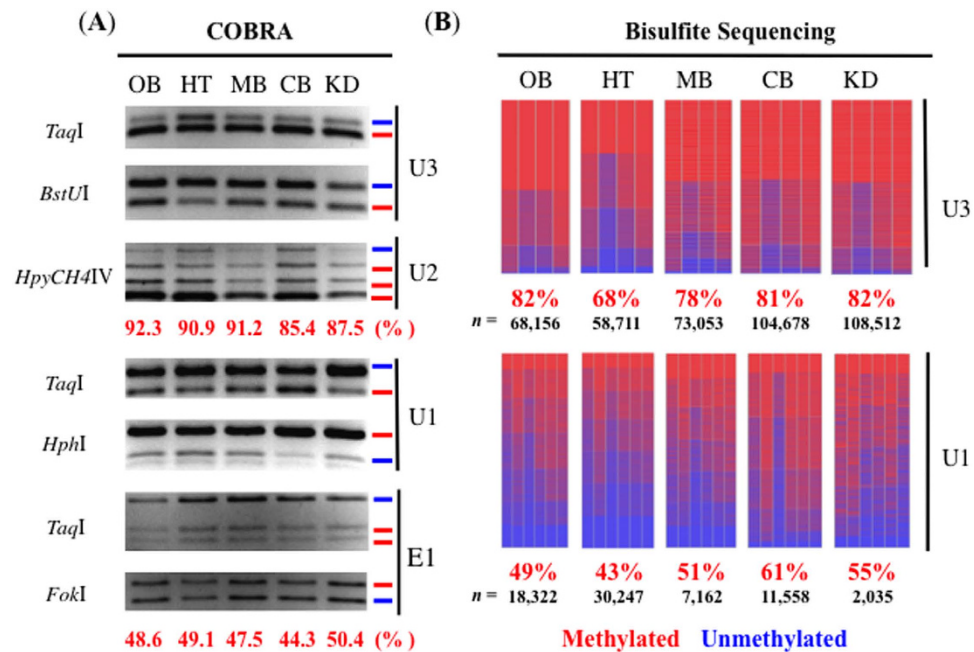 (A) COBRA
OB HT MB CB KD
TaqI
BstUI
U3
HpyCH4IV
U2
92.3 90.9 91.2 85.4 87.5 (%)
TaqI
HphI
U1
TaqI
FokI
E1
48.6 49.1 47.5 44.3 50.4 (%)
(B) Bisulfite Sequencing
OB HT MB CB KD
U3
82% 68% 78% 81% 82%
n = 68,156 58,711 73,053 104,678 108,512
U1
49% 43% 51% 61% 55%
n = 18,322 30,247 7,162 11,558 2,035
Methylated Unmethylated